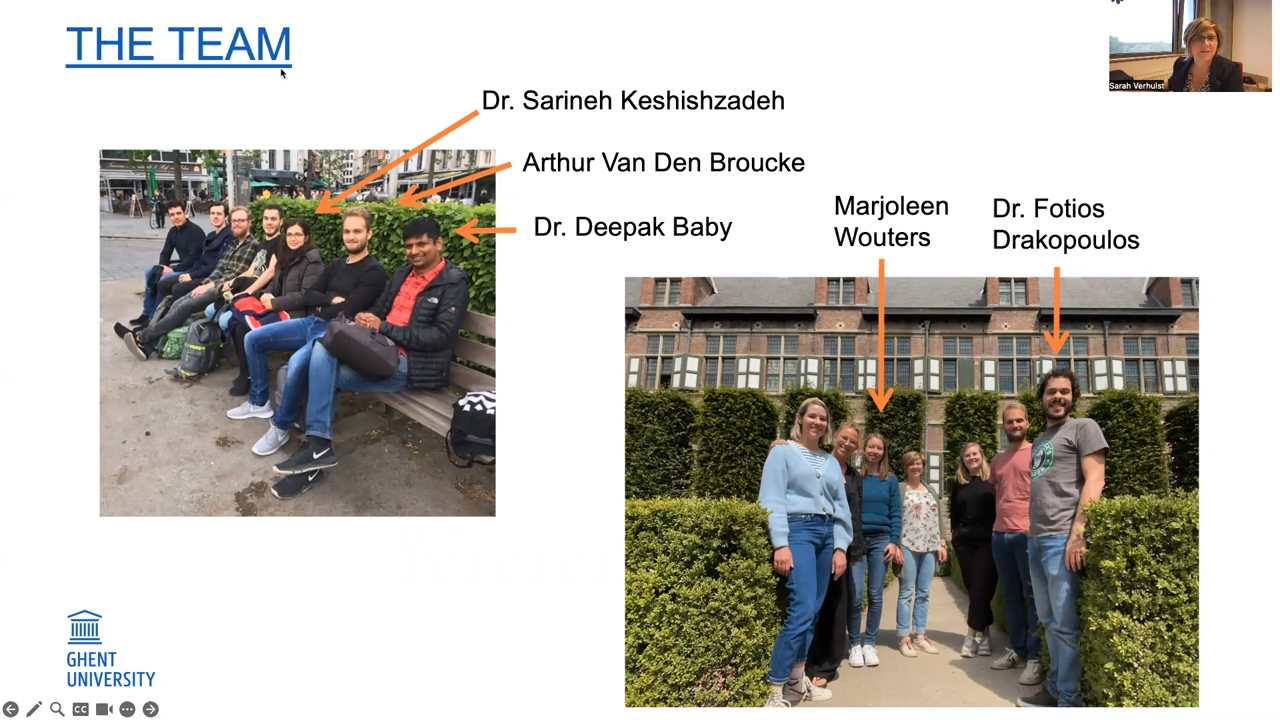 THE TEAM
Sarah Verhulst
Dr. Sarineh Keshishzadeh
Arthur Van Den Broucke
Dr. Deepak Baby
Marjoleen
Wouters
Dr. Fotios
Drakopoulos
GHENT
UNIVERSITY
CC